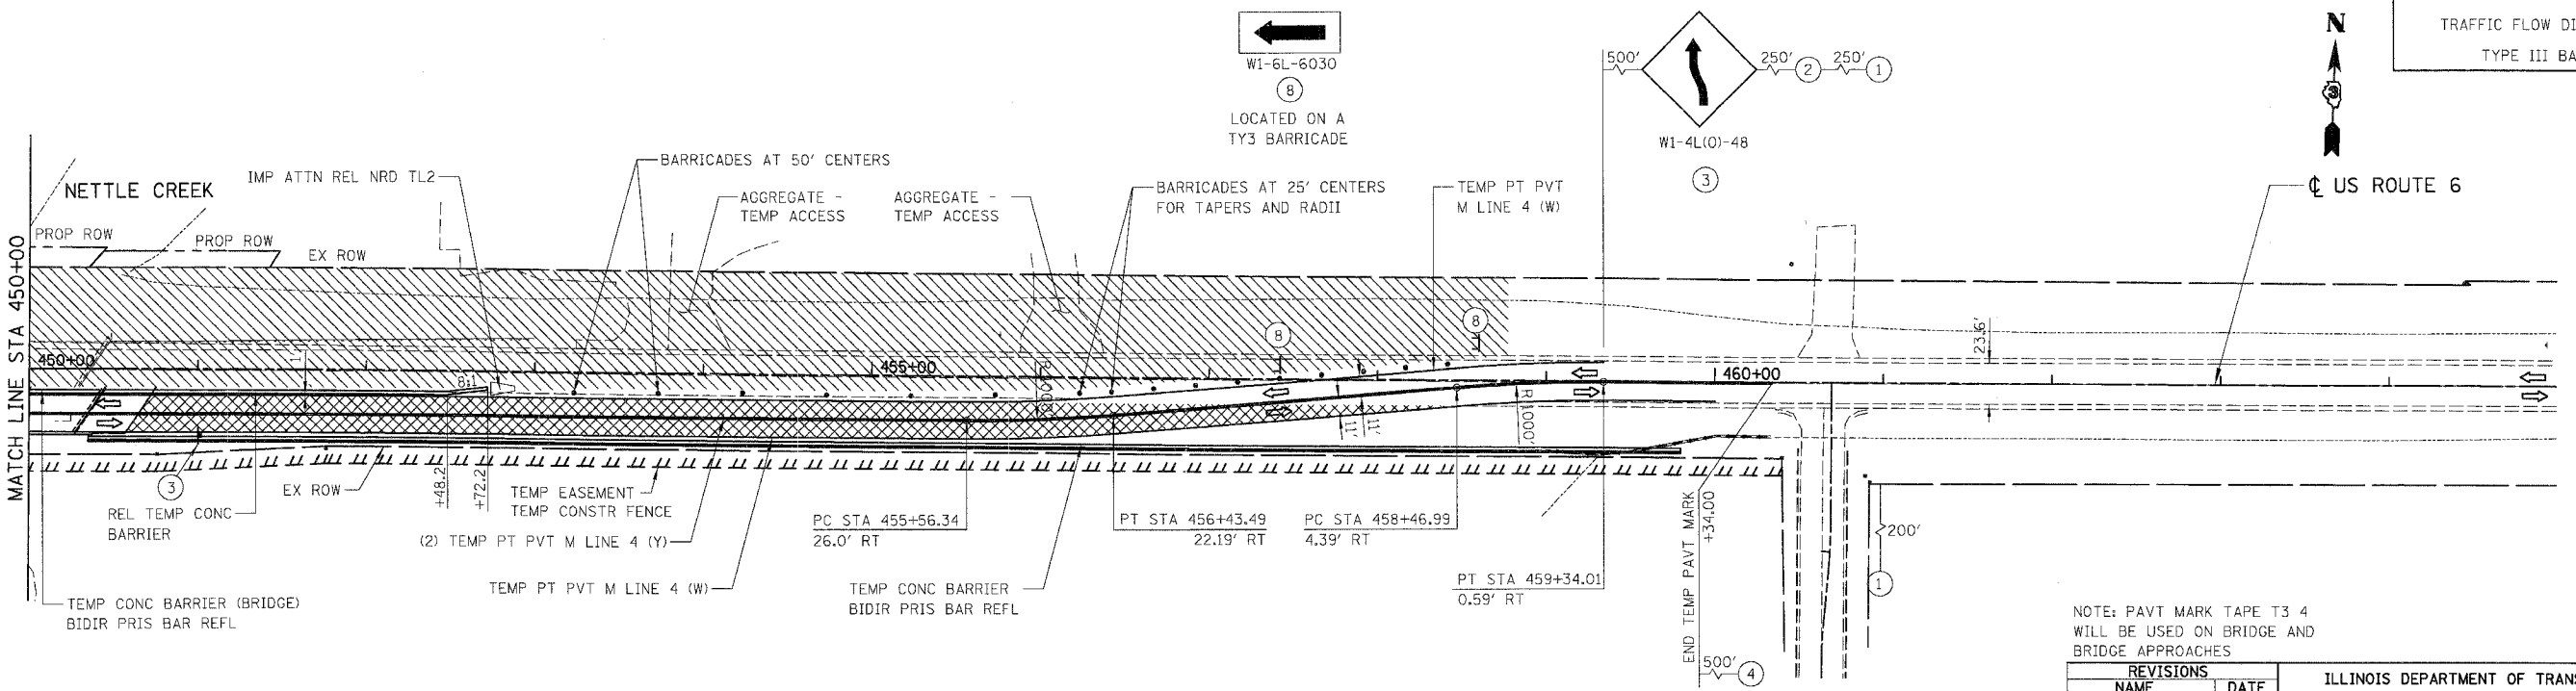 TRAFFIC FLOW DI
TYPE III BA
N
3
W1-6L-6030
8
LOCATED ON A
TY3 BARRICADE
500'
250'
2
250'
1
W1-4L(O)-48
3
℄ US ROUTE 6
NETTLE CREEK
IMP ATTN REL NRD TL2
BARRICADES AT 50' CENTERS
AGGREGATE -
TEMP ACCESS
AGGREGATE -
TEMP ACCESS
BARRICADES AT 25' CENTERS
FOR TAPERS AND RADII
TEMP PT PVT
M LINE 4 (W)
PROP ROW
PROP ROW
EX ROW
MATCH LINE STA 450+00
450+00
455+00
460+00
8
8
8:1
11'
11'
R1000'
23.6'
3
REL TEMP CONC
BARRIER
EX ROW
+48.2
+72.2
TEMP EASEMENT
TEMP CONSTR FENCE
(2) TEMP PT PVT M LINE 4 (Y)
TEMP PT PVT M LINE 4 (W)
PC STA 455+56.34
26.0' RT
PT STA 456+43.49
22.19' RT
PC STA 458+46.99
4.39' RT
PT STA 459+34.01
0.59' RT
TEMP CONC BARRIER
BIDIR PRIS BAR REFL
TEMP CONC BARRIER (BRIDGE)
BIDIR PRIS BAR REFL
END TEMP PAVT MARK
+34.00
500'
4
200'
1
NOTE: PAVT MARK TAPE T3 4
WILL BE USED ON BRIDGE AND
BRIDGE APPROACHES
REVISIONS
NAME
DATE
ILLINOIS DEPARTMENT OF TRAN